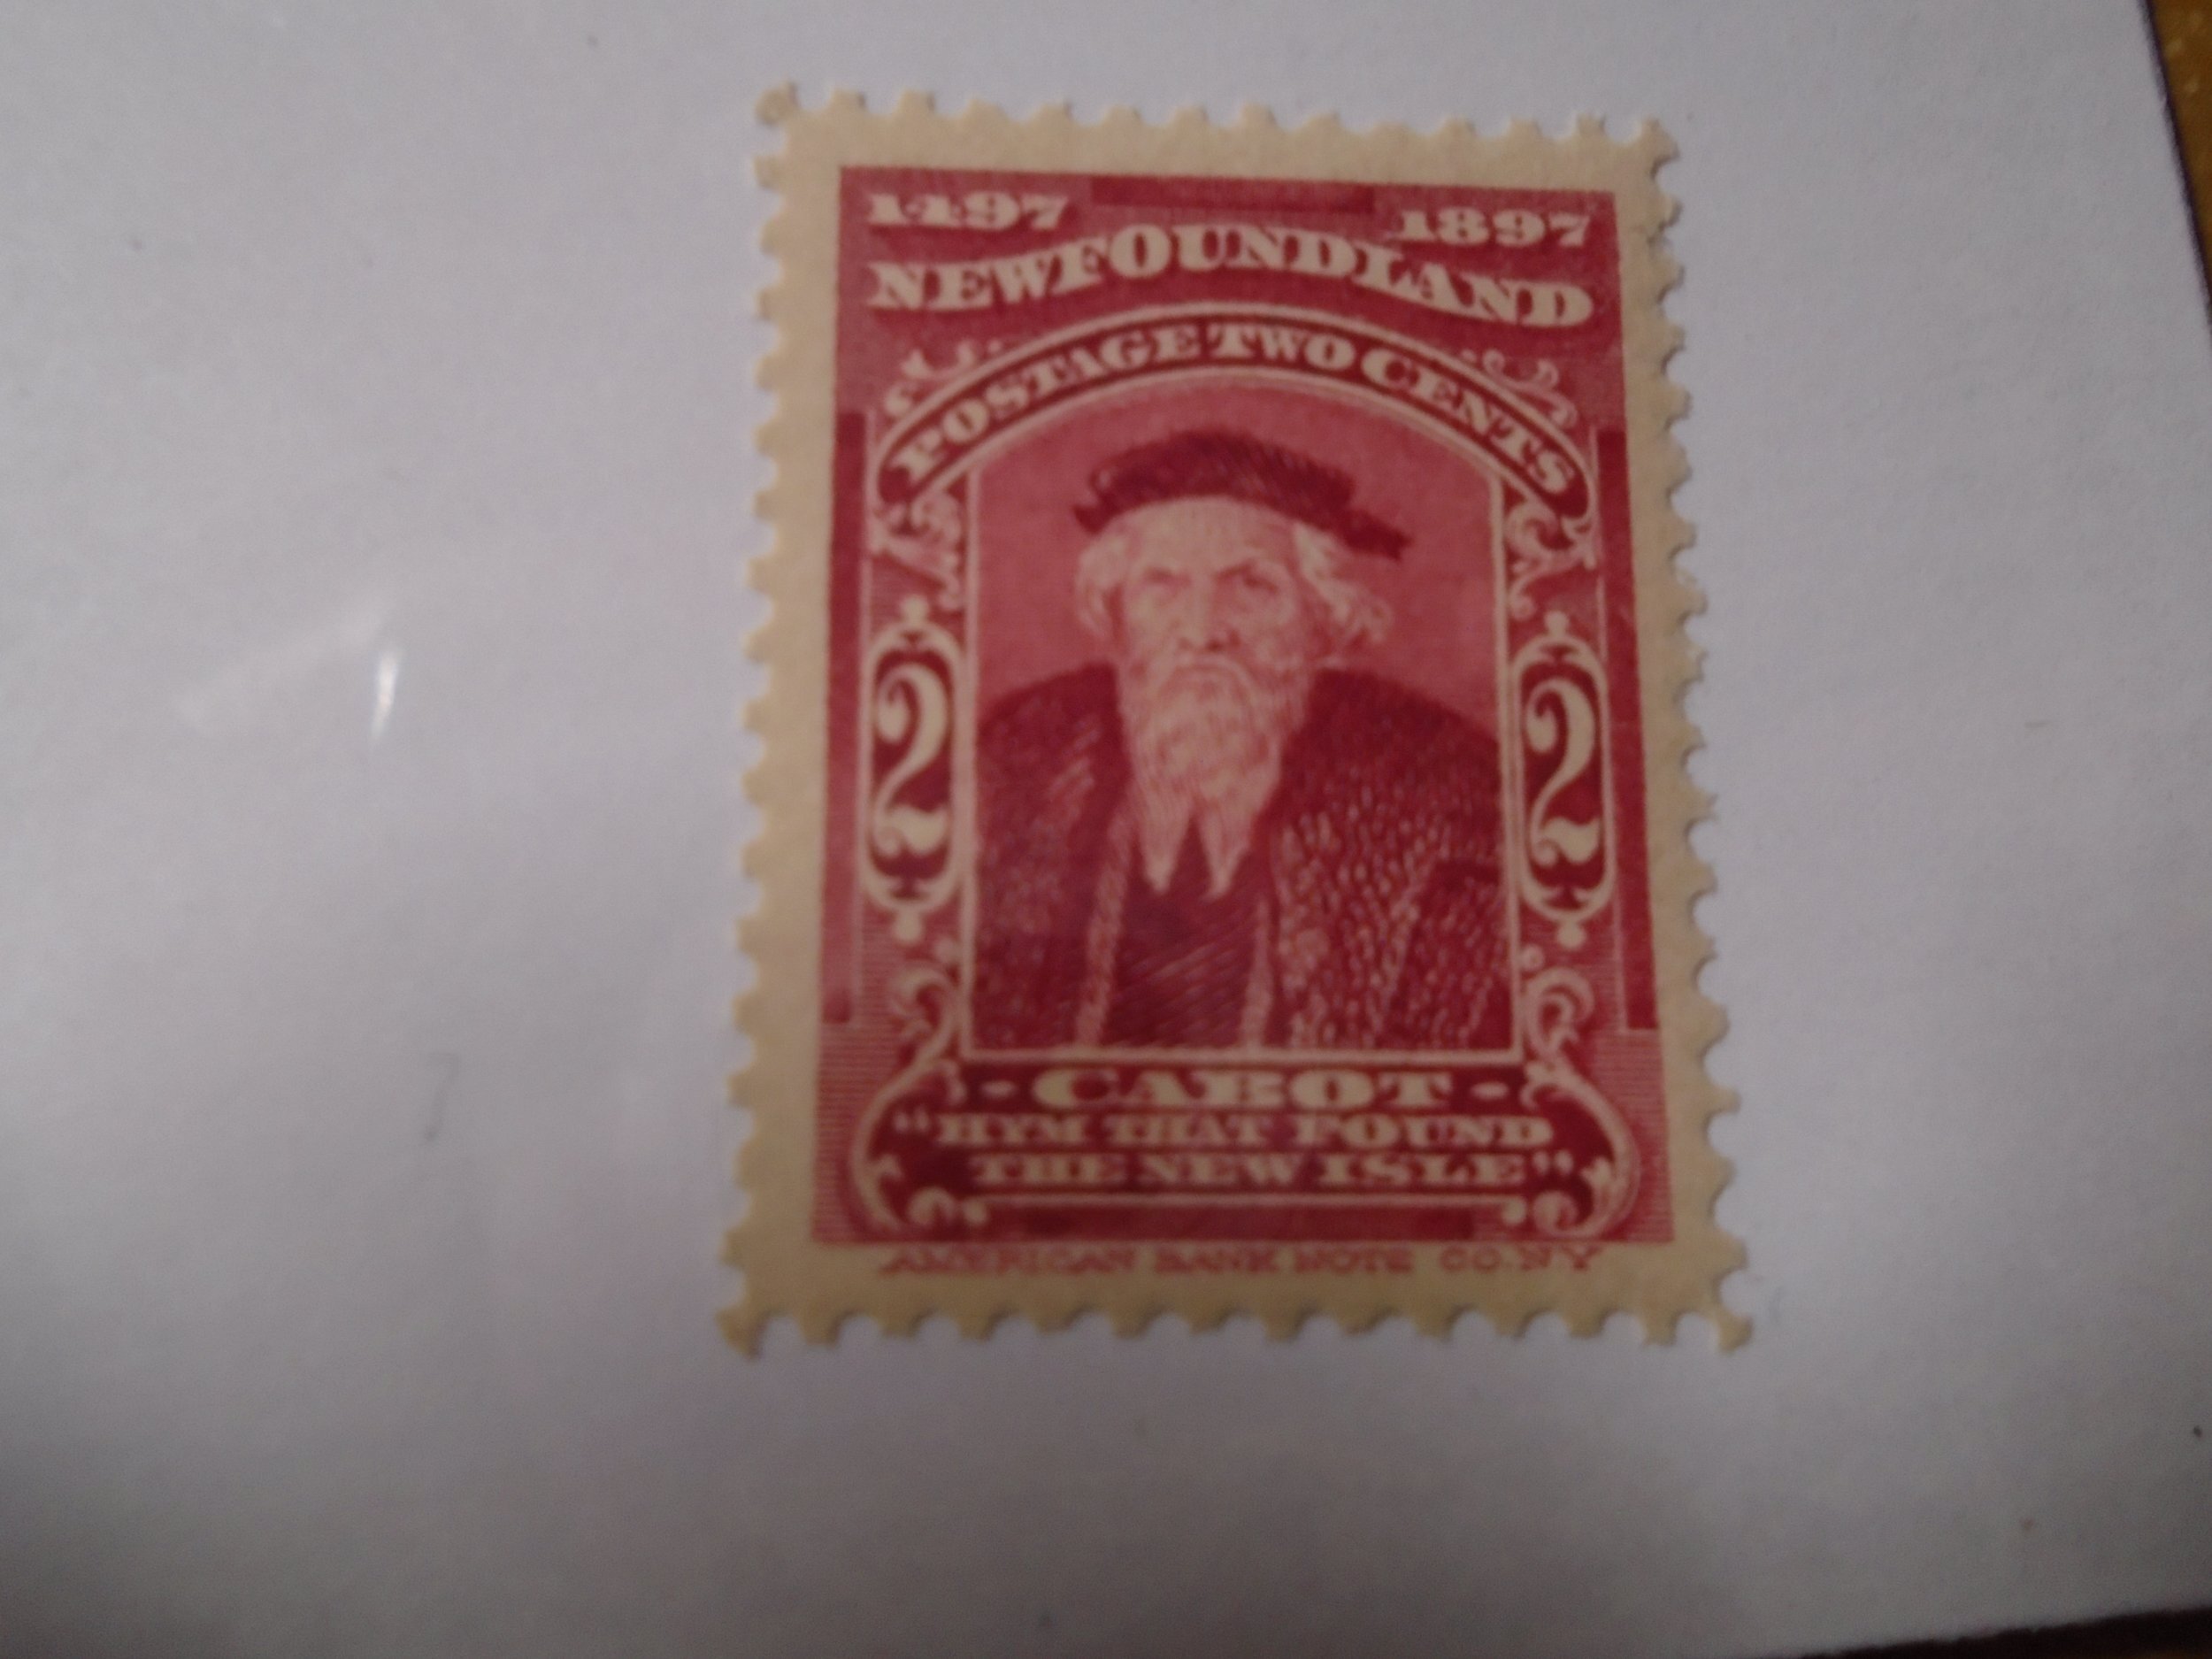 1497 1897
NEWFOUNDLAND
POSTAGE TWO CENTS
2 2
- CABOT -
"HYM THAT FOUND
THE NEW ISLE"
AMERICAN BANK NOTE CO. N Y